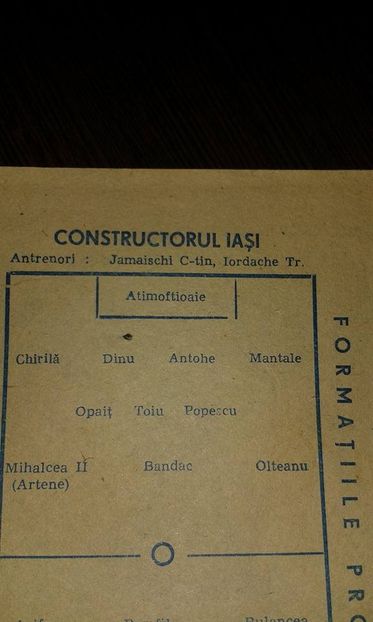 CONSTRUCTORUL IAȘI
Antrenori : Jamaischi C-tin, Iordache Tr.
Atimoftioaie
Chirilă Dinu Antohe Mantale
Opaiț Toiu Popescu
Mihalcea II Bandac Olteanu
(Artene)
FORMAȚIILE PRO